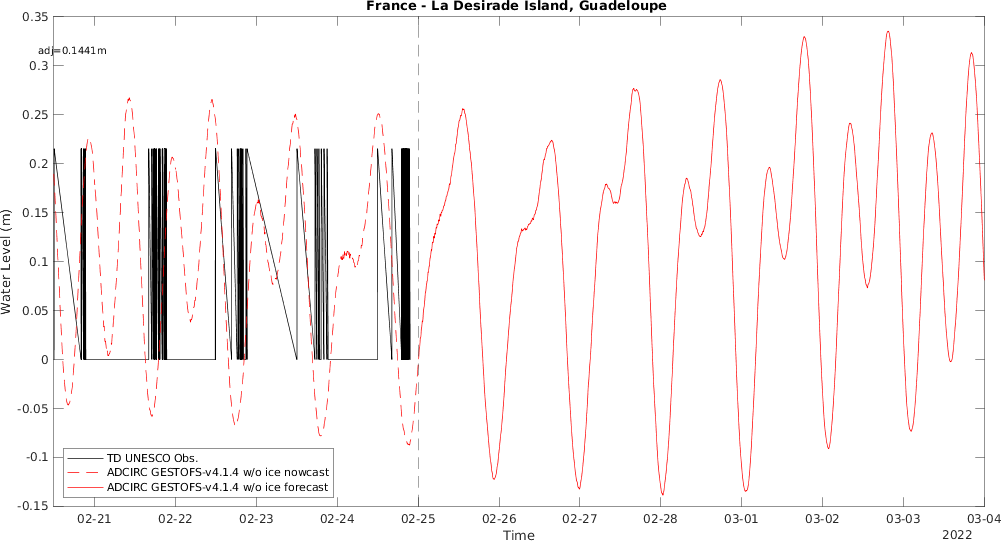 France - La Desirade Island, Guadeloupe
adj=0.1441m
0.35
0.3
0.25
0.2
0.15
0.1
0.05
0
-0.05
-0.1
-0.15
Water Level (m)
TD UNESCO Obs.
ADCIRC GESTOFS-v4.1.4 w/o ice nowcast
ADCIRC GESTOFS-v4.1.4 w/o ice forecast
02-21 02-22 02-23 02-24 02-25 02-26 02-27 02-28 03-01 03-02 03-03 03-04
Time
2022